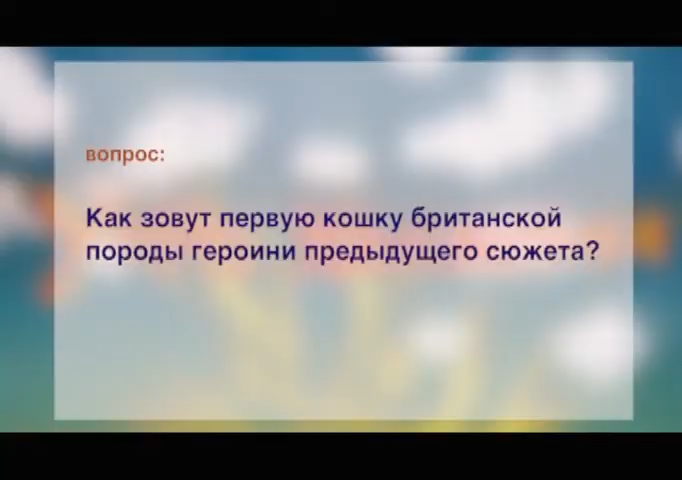 вопрос:
Как зовут первую кошку британской
породы героини предыдущего сюжета?